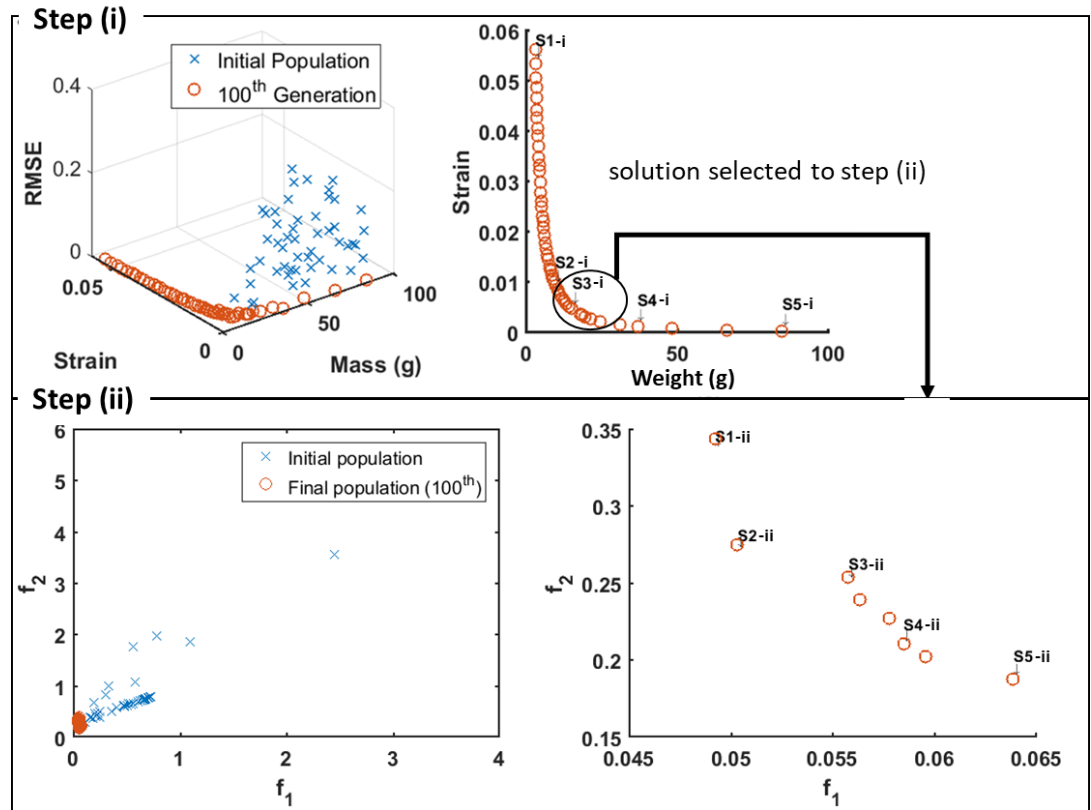 Step (i)
Initial Population
100th Generation
RMSE
0.4
0.2
0
0.05
0
0
50
100
Strain
Mass (g)
0.06
0.05
0.04
0.03
0.02
0.01
0
Strain
S1-i
S2-i
S3-i
S4-i
S5-i
solution selected to step (ii)
0
50
100
Weight (g)
Step (ii)
6
5
4
3
2
1
0
f2
Initial population
Final population (100th)
0
1
2
3
4
f1
0.35
0.3
0.25
0.2
0.15
f2
S1-ii
S2-ii
S3-ii
S4-ii
S5-ii
0.045
0.05
0.055
0.06
0.065
f1